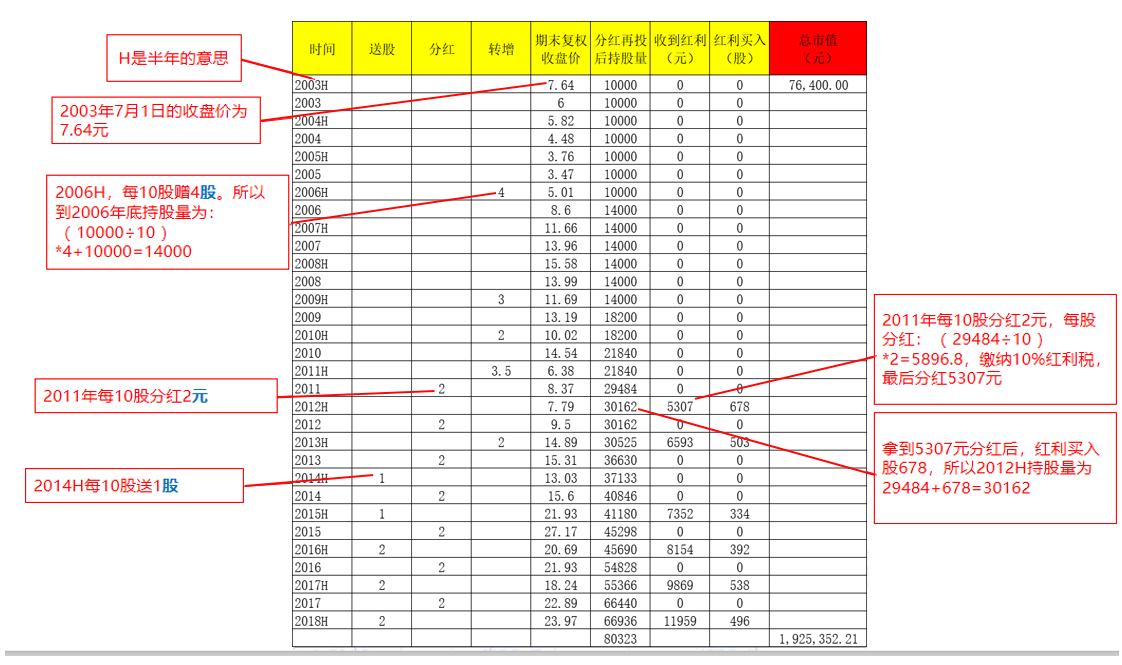 时间 送股 分红 转增 期末复权收盘价 分红再投后持股量 收到红利（元） 红利买入（股） 总市值（元）
2003H 7.64 10000 0 0 76,400.00
2003 6 10000 0 0
2004H 5.82 10000 0 0
2004 4.48 10000 0 0
2005H 3.76 10000 0 0
2005 3.47 10000 0 0
2006H 4 5.01 10000 0 0
2006 8.6 14000 0 0
2007H 11.66 14000 0 0
2007 13.96 14000 0 0
2008H 15.58 14000 0 0
2008 13.99 14000 0 0
2009H 3 11.69 14000 0 0
2009 13.19 18200 0 0
2010H 2 10.02 18200 0 0
2010 14.54 21840 0 0
2011H 3.5 6.38 21840 0 0
2011 2 8.37 29484 0 0
2012H 7.79 30162 5307 678
2012 2 9.5 30162 0 0
2013H 2 14.89 30525 6593 503
2013 2 15.31 36630 0 0
2014H 1 13.03 37133 0 0
2014 2 15.6 40846 0 0
2015H 1 21.93 41180 7352 334
2015 2 27.17 45298 0 0
2016H 2 20.69 45690 8154 392
2016 2 21.93 54828 0 0
2017H 2 18.24 55366 9869 538
2017 2 22.89 66440 0 0
2018H 2 23.97 66936 11959 496
80323 1,925,352.21
H是半年的意思
2003年7月1日的收盘价为
7.64元
2006H，每10股赠4股。所以
到2006年底持股量为：
（10000÷10）
*4+10000=14000
2011年每10股分红2元
2014H每10股送1股
2011年每10股分红2元，每股
分红：（29484÷10）
*2=5896.8，缴纳10%红利税，
最后分红5307元
拿到5307元分红后，红利买入
股678，所以2012H持股量为
29484+678=30162